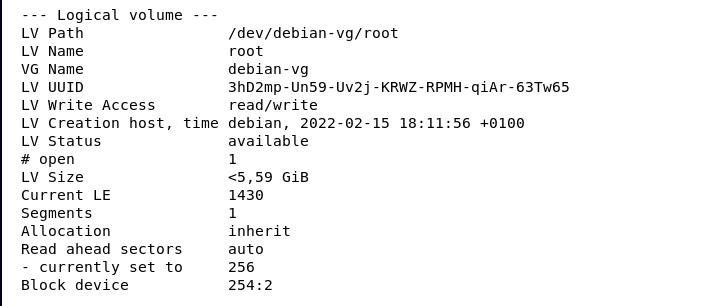 --- Logical volume ---
LV Path                /dev/debian-vg/root
LV Name                root
VG Name                debian-vg
LV UUID                3hD2mp-Un59-Uv2j-KRWZ-RPMH-qiAr-63Tw65
LV Write Access        read/write
LV Creation host, time debian, 2022-02-15 18:11:56 +0100
LV Status              available
# open                 1
LV Size                <5,59 GiB
Current LE             1430
Segments               1
Allocation             inherit
Read ahead sectors     auto
- currently set to     256
Block device           254:2